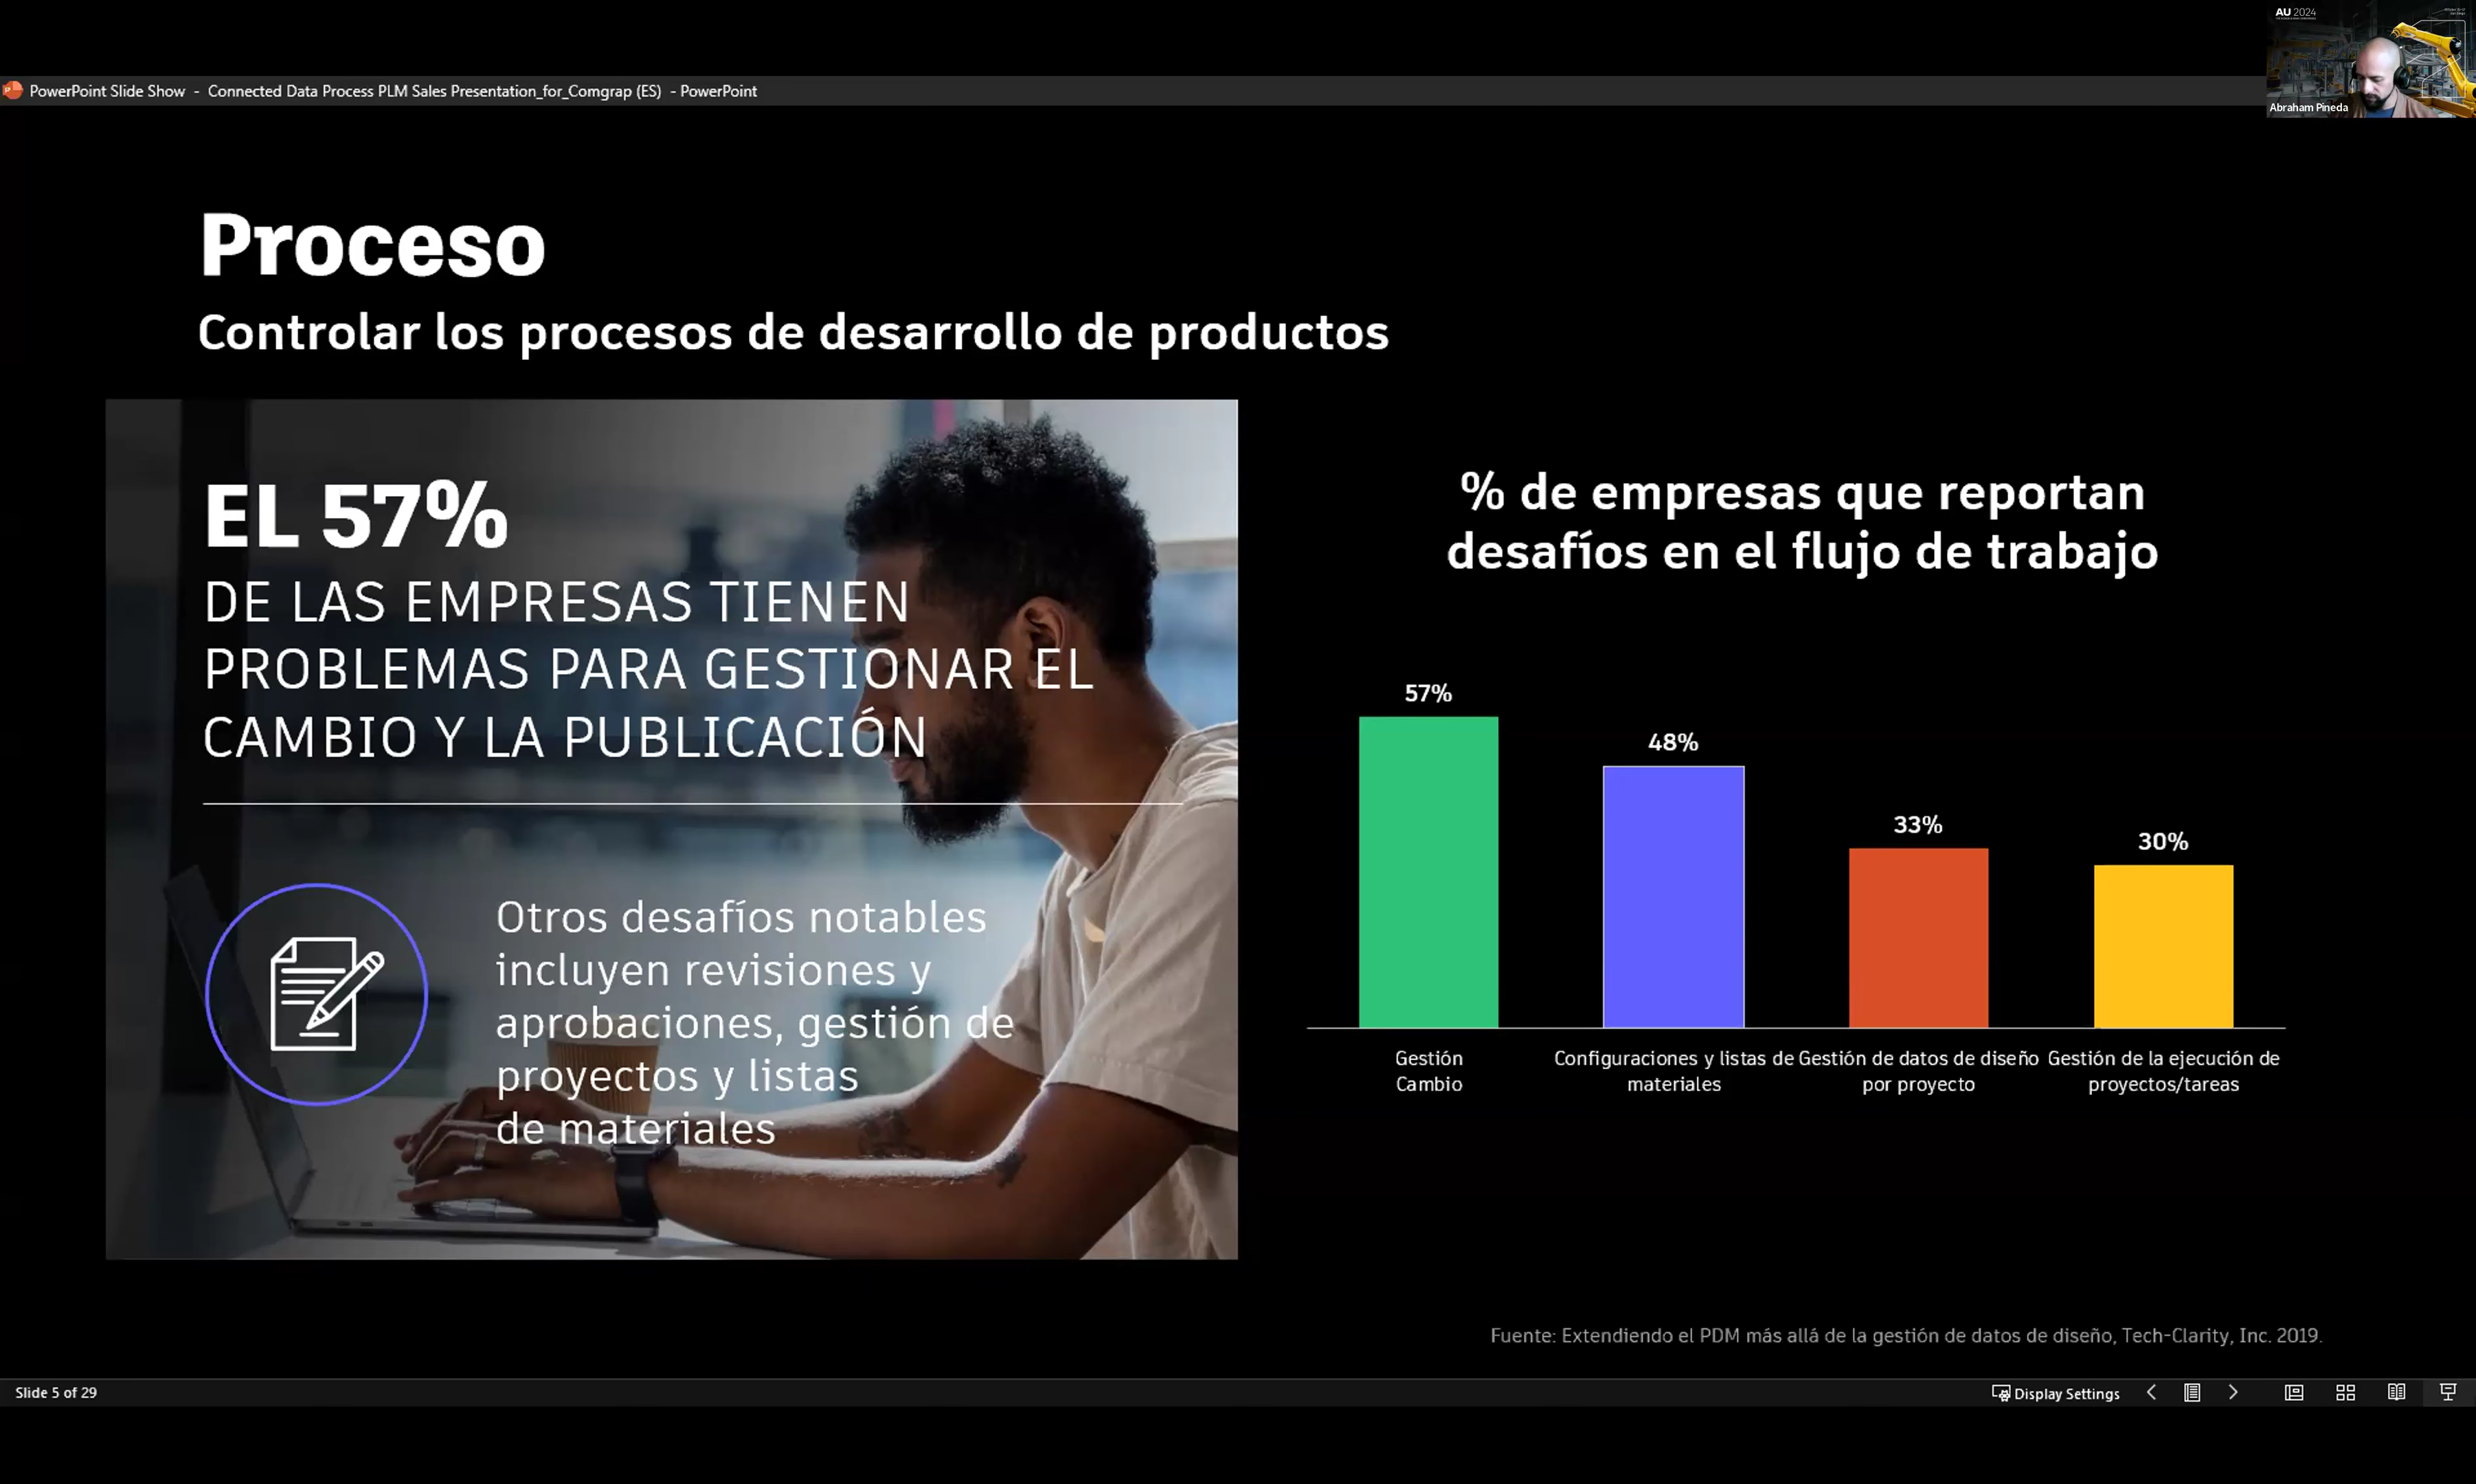 AU 2024
Abraham Pineda
PowerPoint Slide Show - Connected Data Process PLM Sales Presentation_for_Comgrap (ES) - PowerPoint
Proceso
Controlar los procesos de desarrollo de productos
EL 57%
DE LAS EMPRESAS TIENEN
PROBLEMAS PARA GESTIONAR EL
CAMBIO Y LA PUBLICACIÓN
Otros desafíos notables
incluyen revisiones y
aprobaciones, gestión de
proyectos y listas
de materiales
% de empresas que reportan
desafíos en el flujo de trabajo
57%
48%
33%
30%
Gestión
Cambio
Configuraciones y listas de
materiales
Gestión de datos de diseño
por proyecto
Gestión de la ejecución de
proyectos/tareas
Fuente: Extendiendo el PDM más allá de la gestión de datos de diseño, Tech-Clarity, Inc. 2019.
Slide 5 of 29
Display Settings